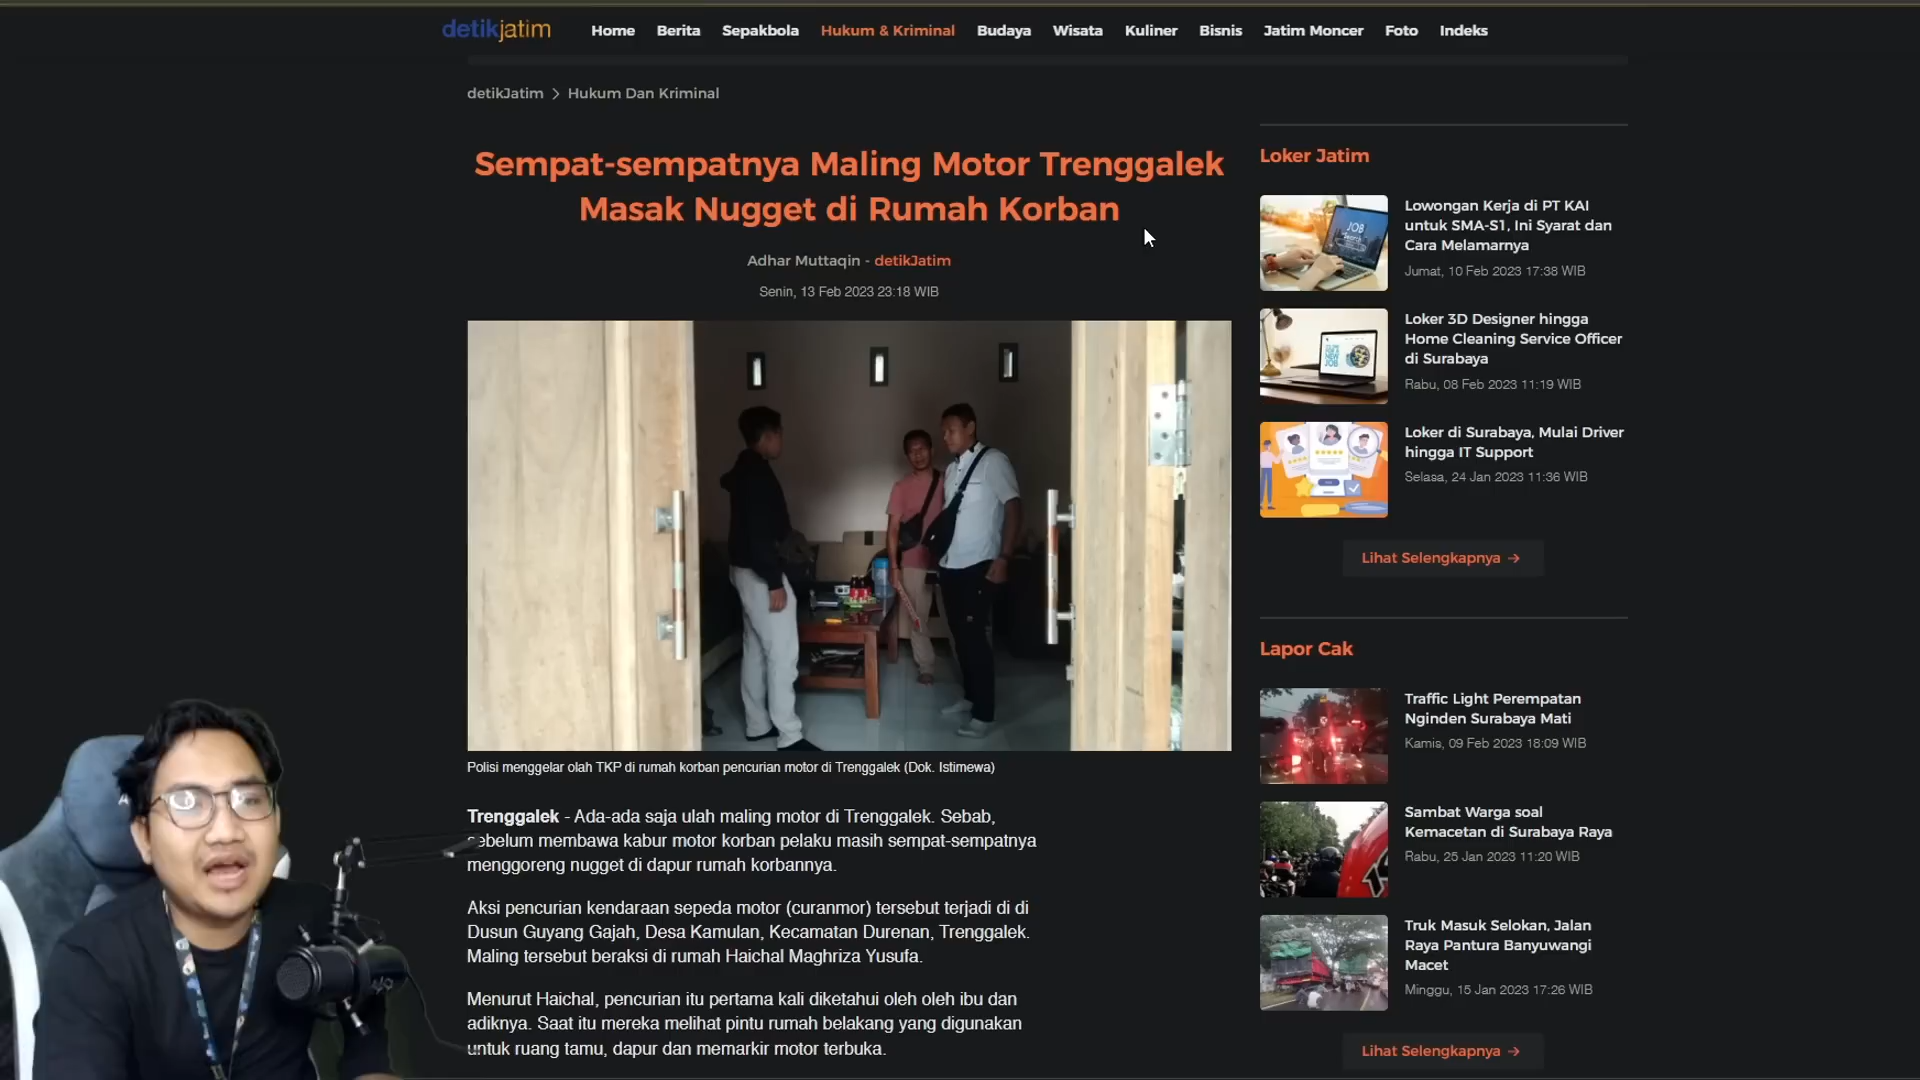 detikjatim
Home Berita Sepakbola Hukum & Kriminal Budaya Wisata Kuliner Bisnis Jatim Moncer Foto Indeks
detikJatim > Hukum Dan Kriminal
Sempat-sempatnya Maling Motor Trenggalek
Masak Nugget di Rumah Korban
Adhar Muttaqin - detikJatim
Senin, 13 Feb 2023 23:18 WIB
Polisi menggelar olah TKP di rumah korban pencurian motor di Trenggalek (Dok. Istimewa)
Trenggalek - Ada-ada saja ulah maling motor di Trenggalek. Sebab,
sebelum membawa kabur motor korban pelaku masih sempat-sempatnya
menggoreng nugget di dapur rumah korbannya.
Aksi pencurian kendaraan sepeda motor (curanmor) tersebut terjadi di di
Dusun Guyang Gajah, Desa Kamulan, Kecamatan Durenan, Trenggalek.
Maling tersebut beraksi di rumah Haichal Maghriza Yusufa.
Menurut Haichal, pencurian itu pertama kali diketahui oleh oleh ibu dan
adiknya. Saat itu mereka melihat pintu rumah belakang yang digunakan
untuk ruang tamu, dapur dan memarkir motor terbuka.
Loker Jatim
Lowongan Kerja di PT KAI
untuk SMA-S1, Ini Syarat dan
Cara Melamarnya
Jumat, 10 Feb 2023 17:38 WIB
Loker 3D Designer hingga
Home Cleaning Service Officer
di Surabaya
Rabu, 08 Feb 2023 11:19 WIB
Loker di Surabaya, Mulai Driver
hingga IT Support
Selasa, 24 Jan 2023 11:36 WIB
Lihat Selengkapnya →
Lapor Cak
Traffic Light Perempatan
Nginden Surabaya Mati
Kamis, 09 Feb 2023 18:09 WIB
Sambat Warga soal
Kemacetan di Surabaya Raya
Rabu, 25 Jan 2023 11:20 WIB
Truk Masuk Selokan, Jalan
Raya Pantura Banyuwangi
Macet
Minggu, 15 Jan 2023 17:26 WIB
Lihat Selengkapnya →